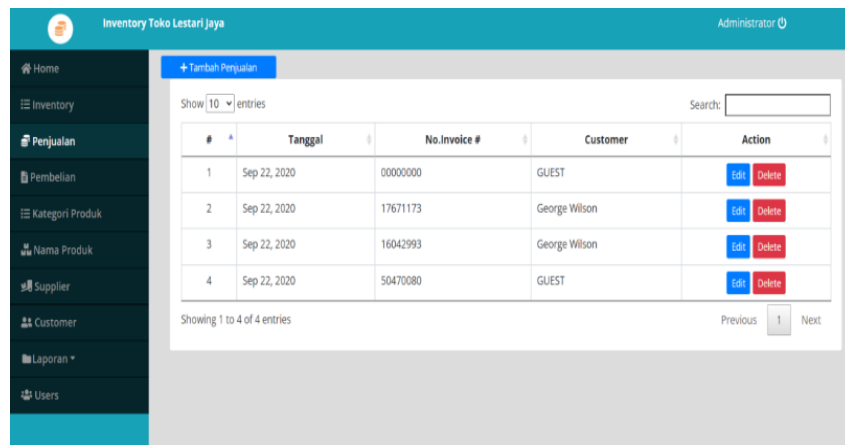 Inventory Toko Lestari Jaya
Administrator
Home
Inventory
Penjualan
Pembelian
Kategori Produk
Nama Produk
Supplier
Customer
Laporan
Users
+ Tambah Penjualan
Show 10 entries
Search:
# Tanggal No.Invoice # Customer Action
1 Sep 22, 2020 00000000 GUEST Edit Delete
2 Sep 22, 2020 17671173 George Wilson Edit Delete
3 Sep 22, 2020 16042993 George Wilson Edit Delete
4 Sep 22, 2020 50470080 GUEST Edit Delete
Showing 1 to 4 of 4 entries
Previous 1 Next